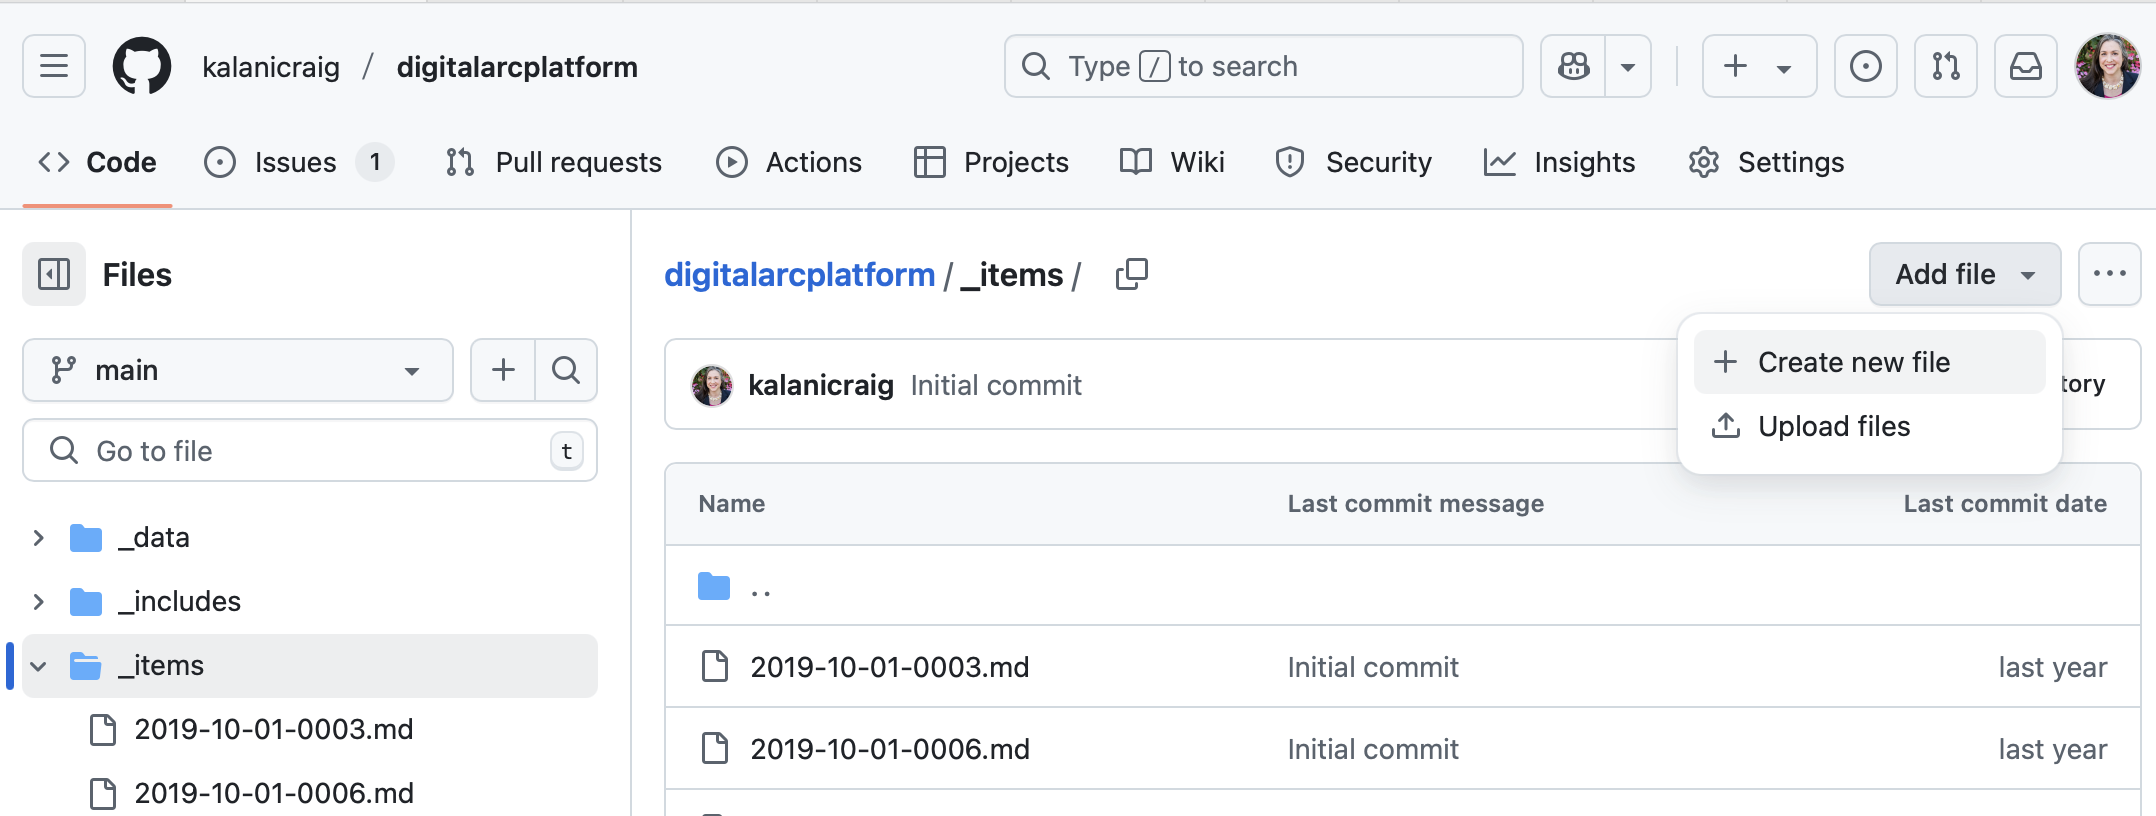 kalanicraig / digitalarcplatform
Type / to search
Code
Issues 1
Pull requests
Actions
Projects
Wiki
Security
Insights
Settings
Files
main
Go to file
t
_data
_includes
_items
2019-10-01-0003.md
2019-10-01-0006.md
digitalarcplatform / _items /
Add file
Create new file
Upload files
kalanicraig Initial commit
tory
Name Last commit message Last commit date
..
2019-10-01-0003.md Initial commit last year
2019-10-01-0006.md Initial commit last year